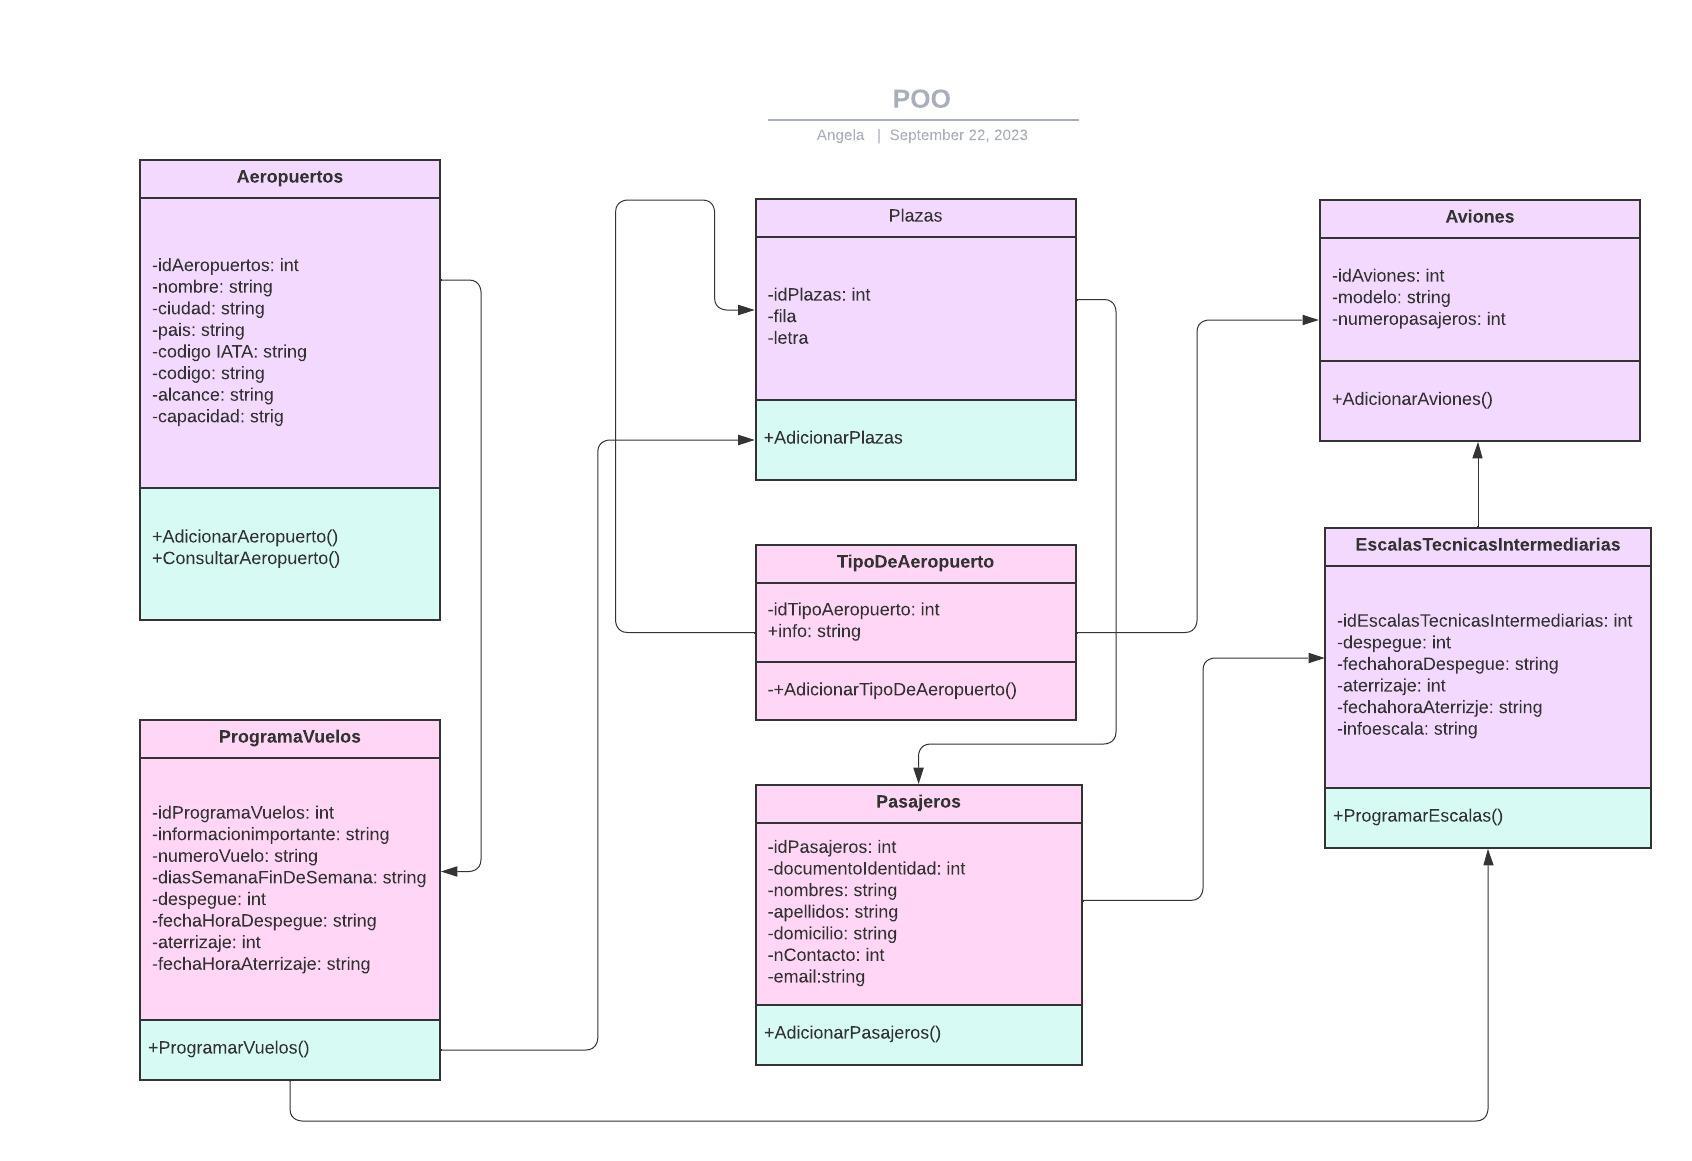 POO
Angela | September 22, 2023
Aeropuertos
-idAeropuertos: int
-nombre: string
-ciudad: string
-pais: string
-codigo IATA: string
-codigo: string
-alcance: string
-capacidad: strig
+AdicionarAeropuerto()
+ConsultarAeropuerto()
Plazas
-idPlazas: int
-fila
-letra
+AdicionarPlazas
Aviones
-idAviones: int
-modelo: string
-numeropasajeros: int
+AdicionarAviones()
TipoDeAeropuerto
-idTipoAeropuerto: int
+info: string
-+AdicionarTipoDeAeropuerto()
EscalasTecnicasIntermediarias
-idEscalasTecnicasIntermediarias: int
-despegue: int
-fechahoraDespegue: string
-aterrizaje: int
-fechahoraAterrizje: string
-infoescala: string
+ProgramarEscalas()
ProgramaVuelos
-idProgramaVuelos: int
-informacionimportante: string
-numeroVuelo: string
-diasSemanaFinDeSemana: string
-despegue: int
-fechaHoraDespegue: string
-aterrizaje: int
-fechaHoraAterrizaje: string
+ProgramarVuelos()
Pasajeros
-idPasajeros: int
-documentoIdentidad: int
-nombres: string
-apellidos: string
-domicilio: string
-nContacto: int
-email:string
+AdicionarPasajeros()